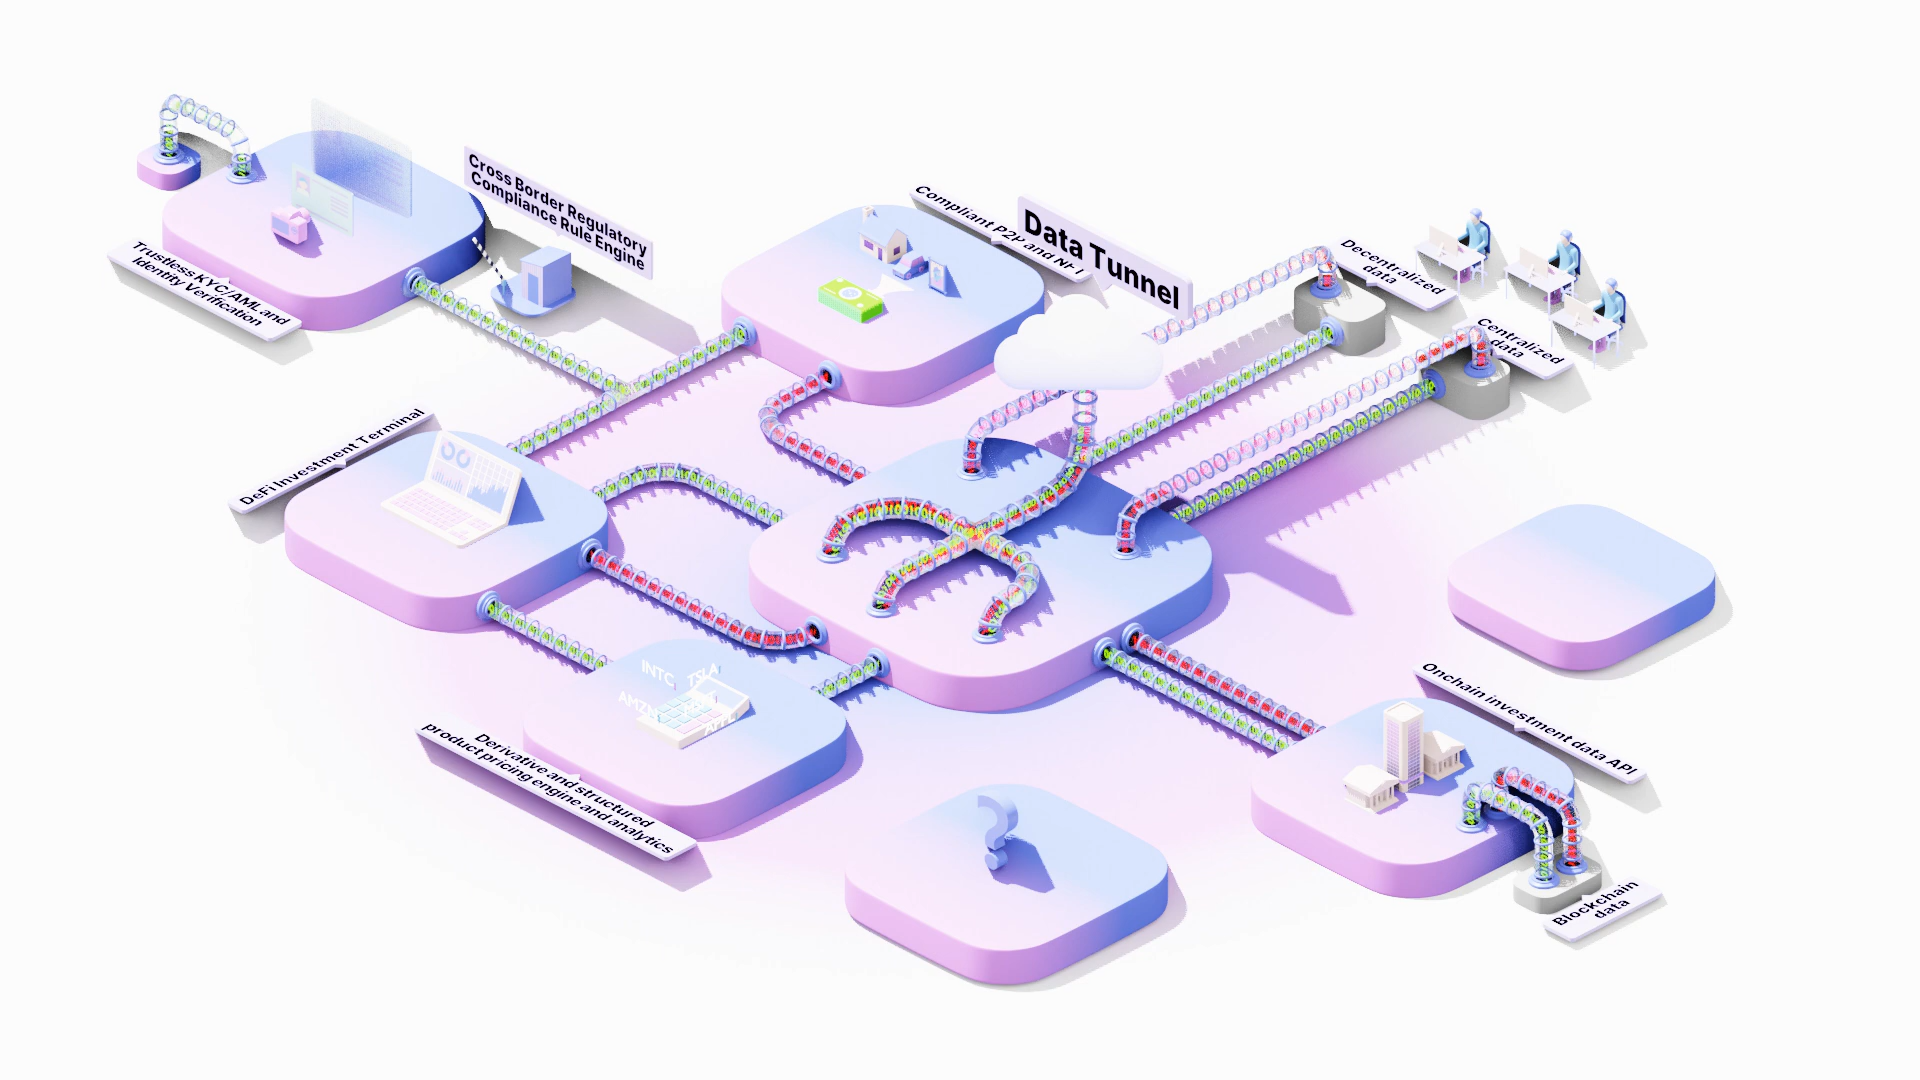 Cross Border Regulatory
Compliance Rule Engine
Trustless KYC/AML and
Identity Verification
Compliant P2P and NFT
Data Tunnel
Decentralized
data
Centralized
data
DeFi Investment Terminal
INTC TSLA
AMZN
Derivative and structured
product pricing engine and analytics
Onchain investment data API
Blockchain
data